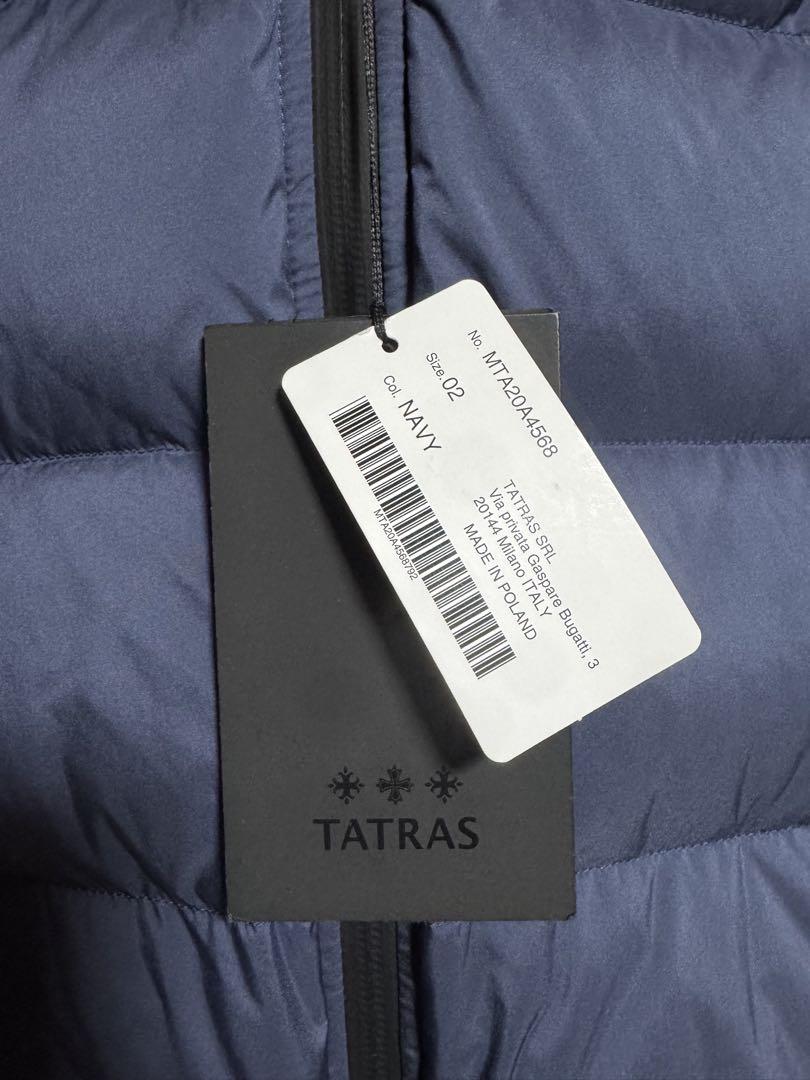 No. MTA20A4568
Size. 02
Col. NAVY
MTA20A4568792
TATRAS SRL
Via privata Gaspare Bugatti, 3
20144 Milano ITALY
MADE IN POLAND
TATRAS